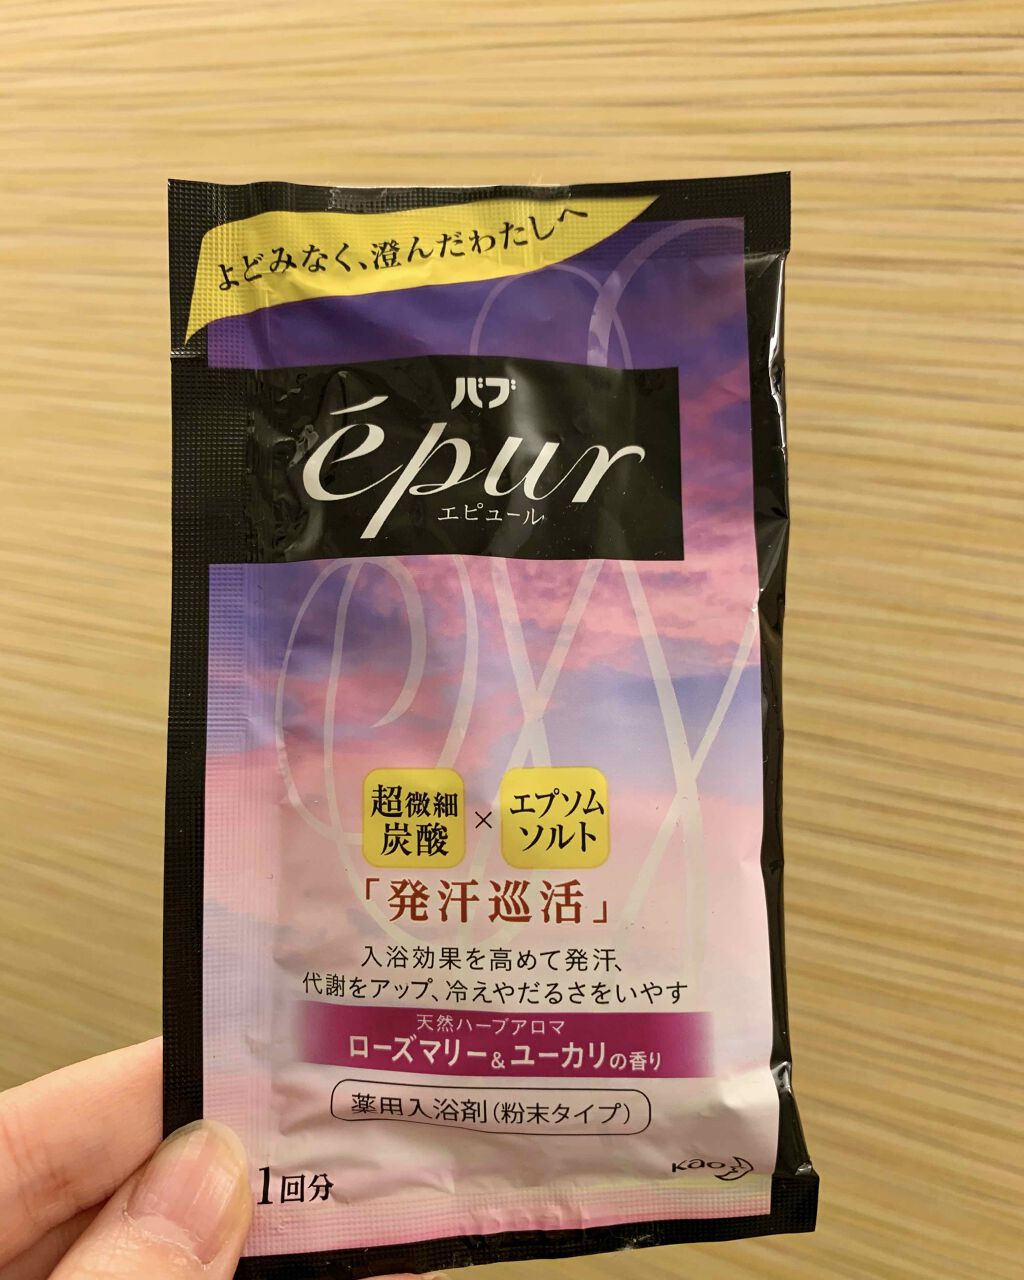 よどみなく、澄んだわたしへ
バブ
épur
エピュール
超微細
炭酸
×
エプソム
ソルト
「発汗巡活」
入浴効果を高めて発汗、
代謝をアップ、冷えやだるさをいやす
天然ハーブアロマ
ローズマリー&ユーカリの香り
薬用入浴剤(粉末タイプ)
1回分
Kao